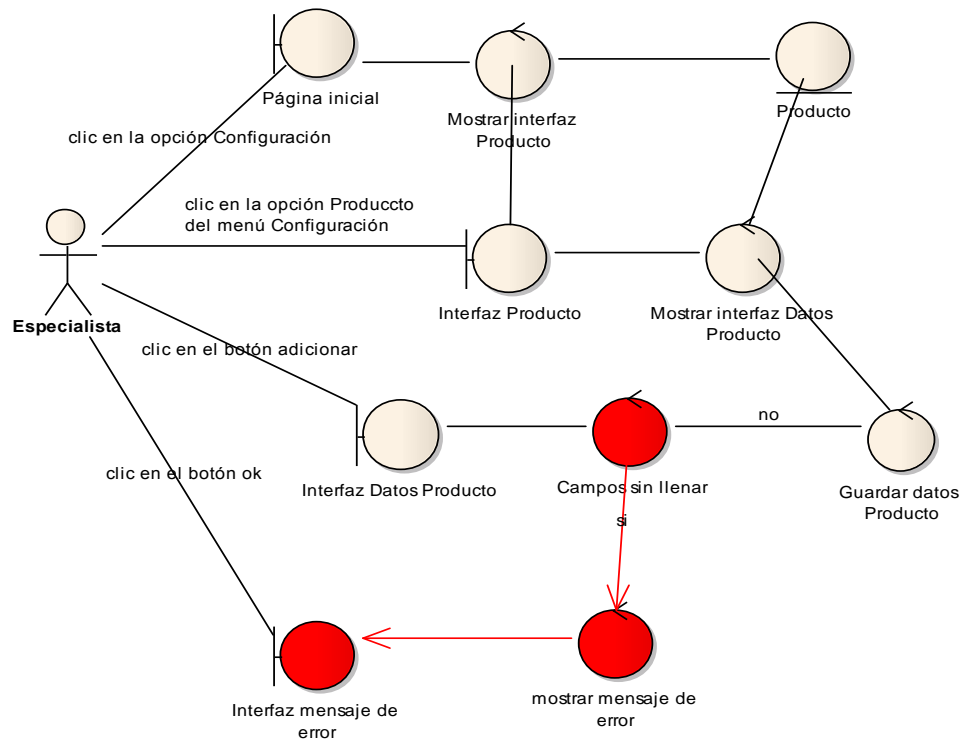 Página inicial
Mostrar interfaz
Producto
Producto
clic en la opción Configuración
clic en la opción Produccto
del menú Configuración
Especialista
Interfaz Producto
Mostrar interfaz Datos
Producto
clic en el botón adicionar
no
clic en el botón ok
Interfaz Datos Producto
Campos sin llenar
Guardar datos
Producto
si
Interfaz mensaje de
error
mostrar mensaje de
error